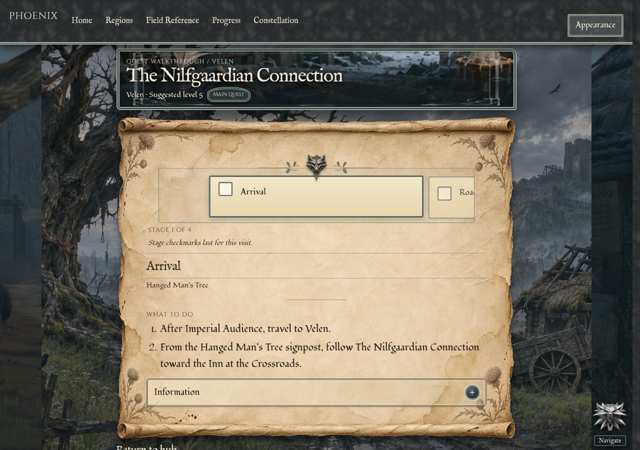 PHOENIX
Home
Regions
Field Reference
Progress
Constellation
Appearance
QUEST WALKTHROUGH / VELEN
The Nilfgaardian Connection
Velen · Suggested level 5
MAIN QUEST
Arrival
STAGE 1 OF 4
Stage checkmarks last for this visit.
Arrival
Hanged Man's Tree
WHAT TO DO
1. After Imperial Audience, travel to Velen.
2. From the Hanged Man's Tree signpost, follow The Nilfgaardian Connection
toward the Inn at the Crossroads.
Information
Return to hub
Navigate